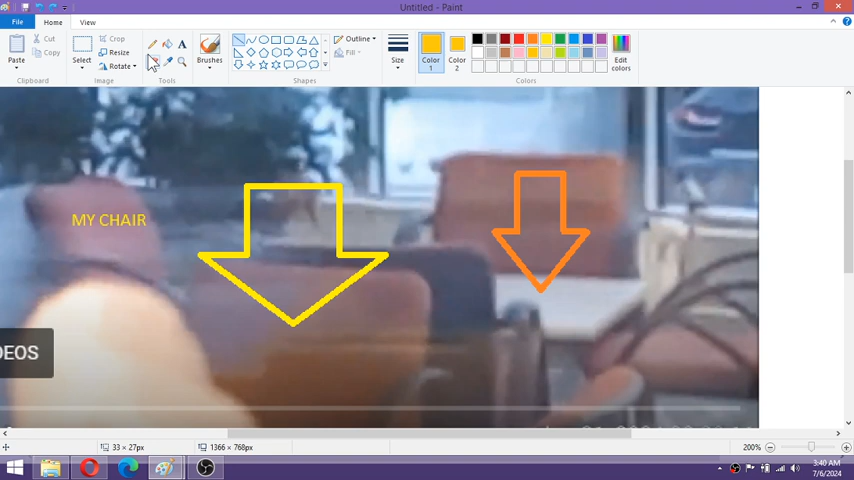 Untitled - Paint
File
Home
View
Paste
Cut
Copy
Clipboard
Select
Crop
Resize
Rotate
Image
A
Tools
Brushes
Outline
Fill
Shapes
Size
Color
1
Color
2
Edit
colors
Colors
MY CHAIR
DEOS
33 × 27px
1366 × 768px
200%
3:40 AM
7/6/2024